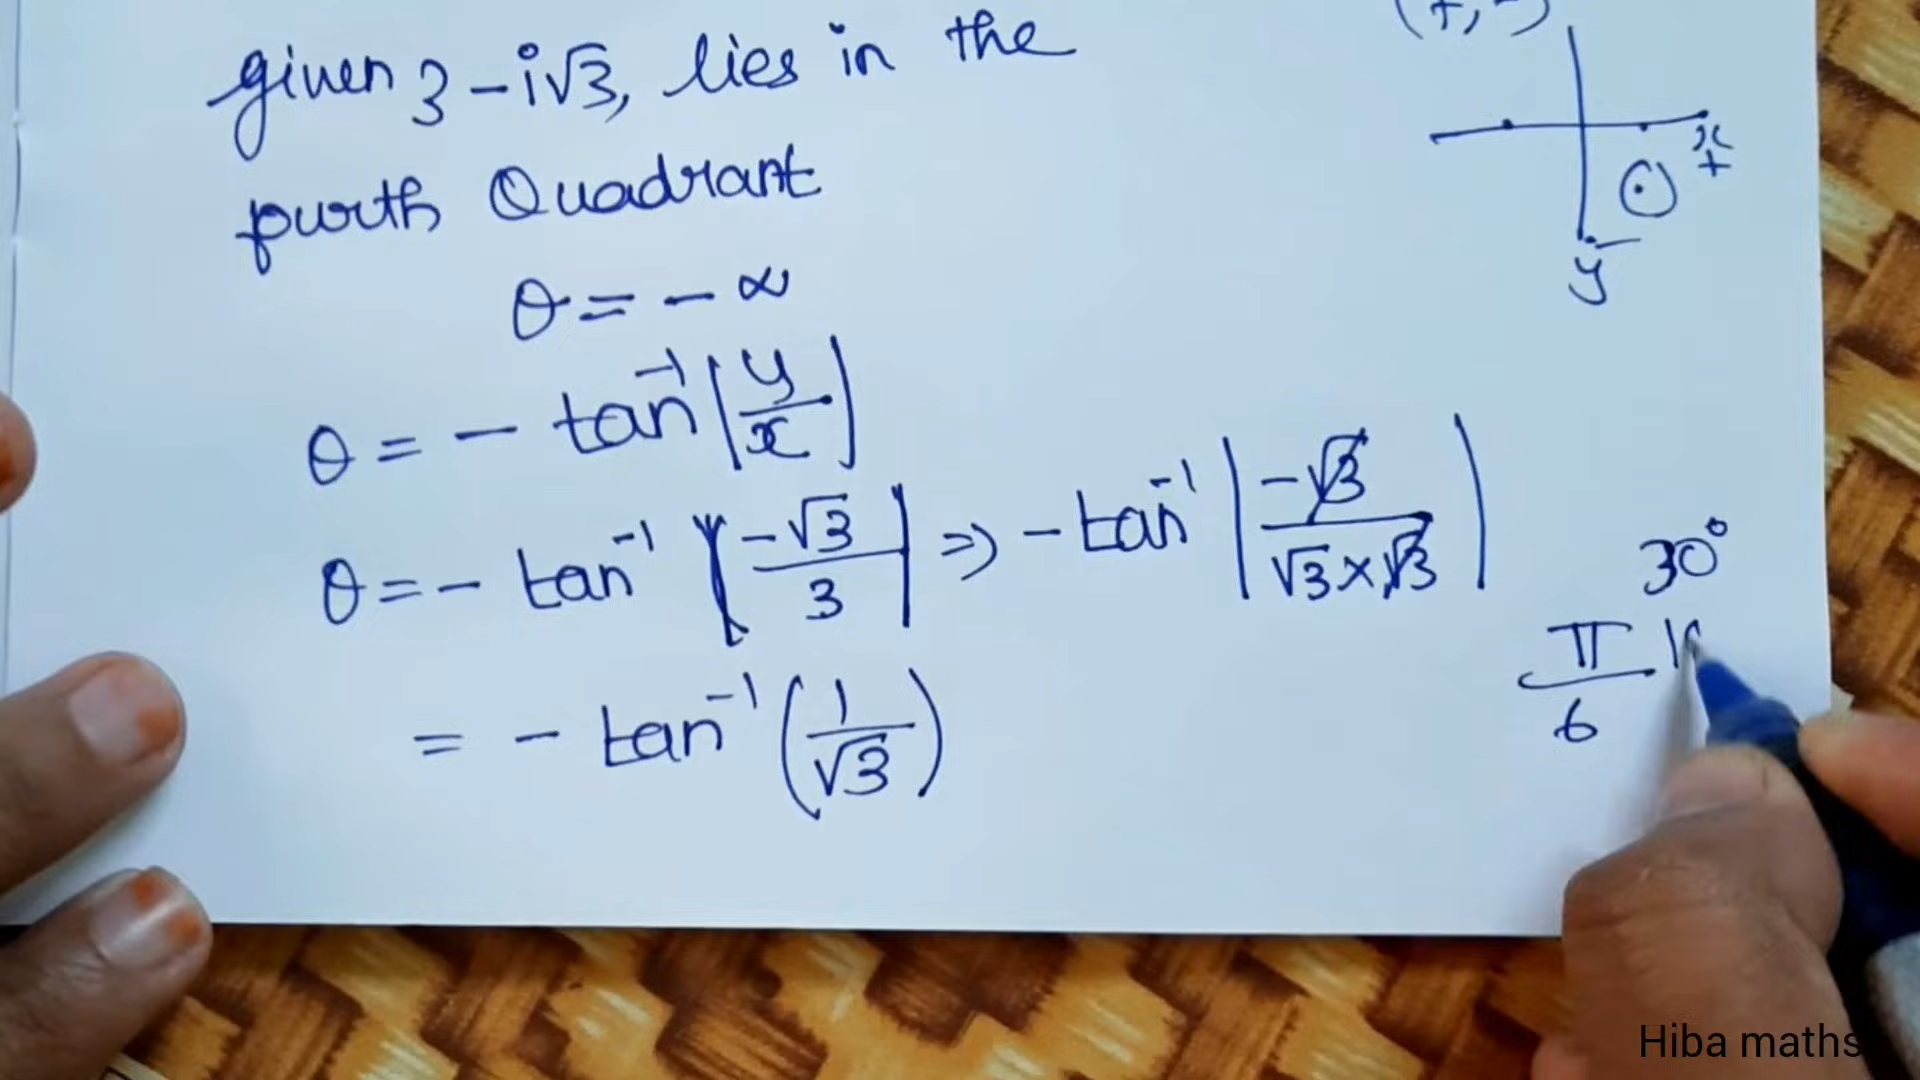 (+, -)
given 3 - i√3, lies in the
fourth Quadrant
x
+
y
θ = - ∝
θ = - tan⁻¹ |y/x|
θ = - tan⁻¹ |-√3/3| ⇒ - tan⁻¹ |-√3/(√3×√3)|
30°
π/6
= - tan⁻¹ (1/√3)
Hiba maths